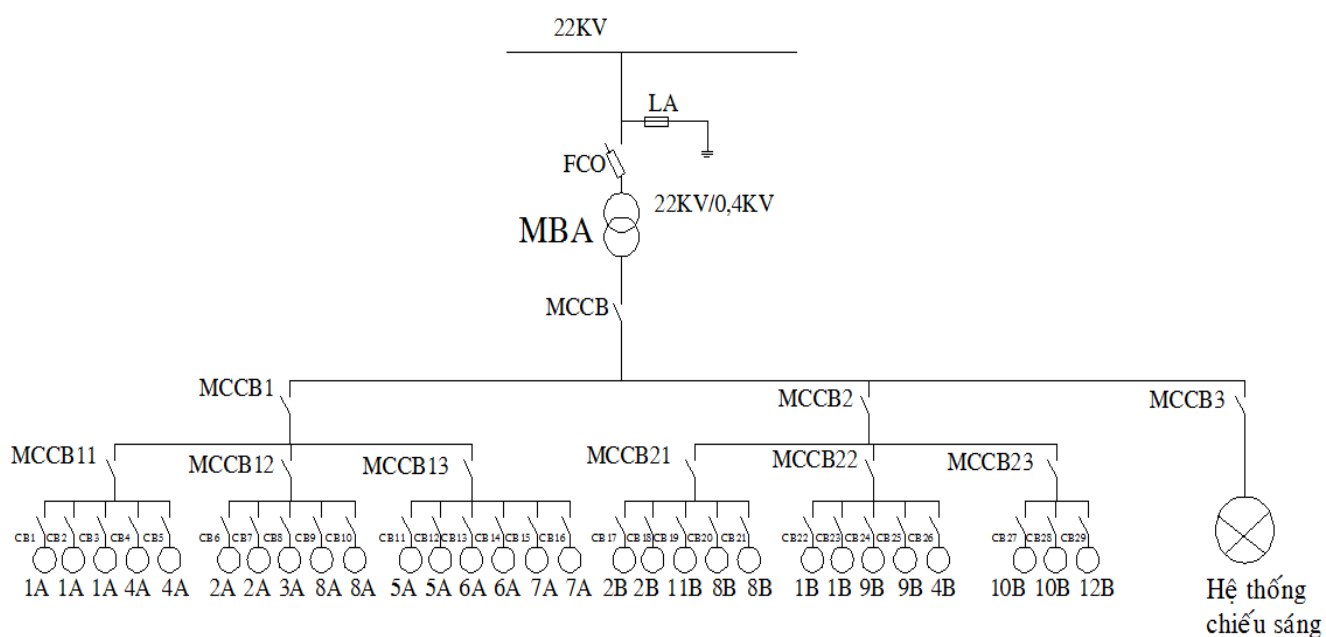 22KV
LA
FCO
22KV/0,4KV
MBA
MCCB
MCCB1
MCCB2
MCCB3
MCCB11
MCCB12
MCCB13
MCCB21
MCCB22
MCCB23
CB1 CB2 CB3 CB4 CB5 CB6 CB7 CB8 CB9 CB10 CB11 CB12 CB13 CB14 CB15 CB16 CB17 CB18 CB19 CB20 CB21 CB22 CB23 CB24 CB25 CB26 CB27 CB28 CB29
1A 1A 1A 4A 4A 2A 2A 3A 8A 8A 5A 5A 6A 6A 7A 7A 2B 2B 11B 8B 8B 1B 1B 9B 9B 4B 10B 10B 12B
Hệ thống
chiếu sáng